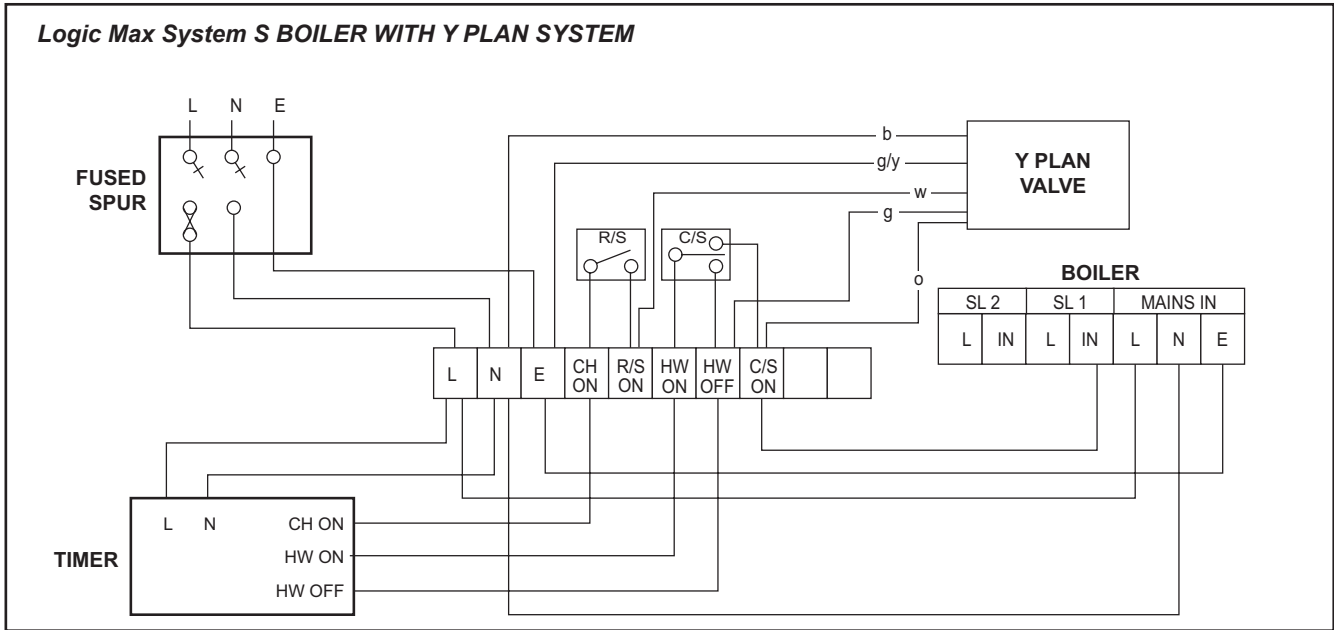 Logic Max System S BOILER WITH Y PLAN SYSTEM
L N E
FUSED
SPUR
b
g/y
w
g
o
Y PLAN
VALVE
R/S
C/S
BOILER
SL 2 SL 1 MAINS IN
L IN L IN L N E
L N E CH ON R/S ON HW ON HW OFF C/S ON
TIMER
L N CH ON
HW ON
HW OFF